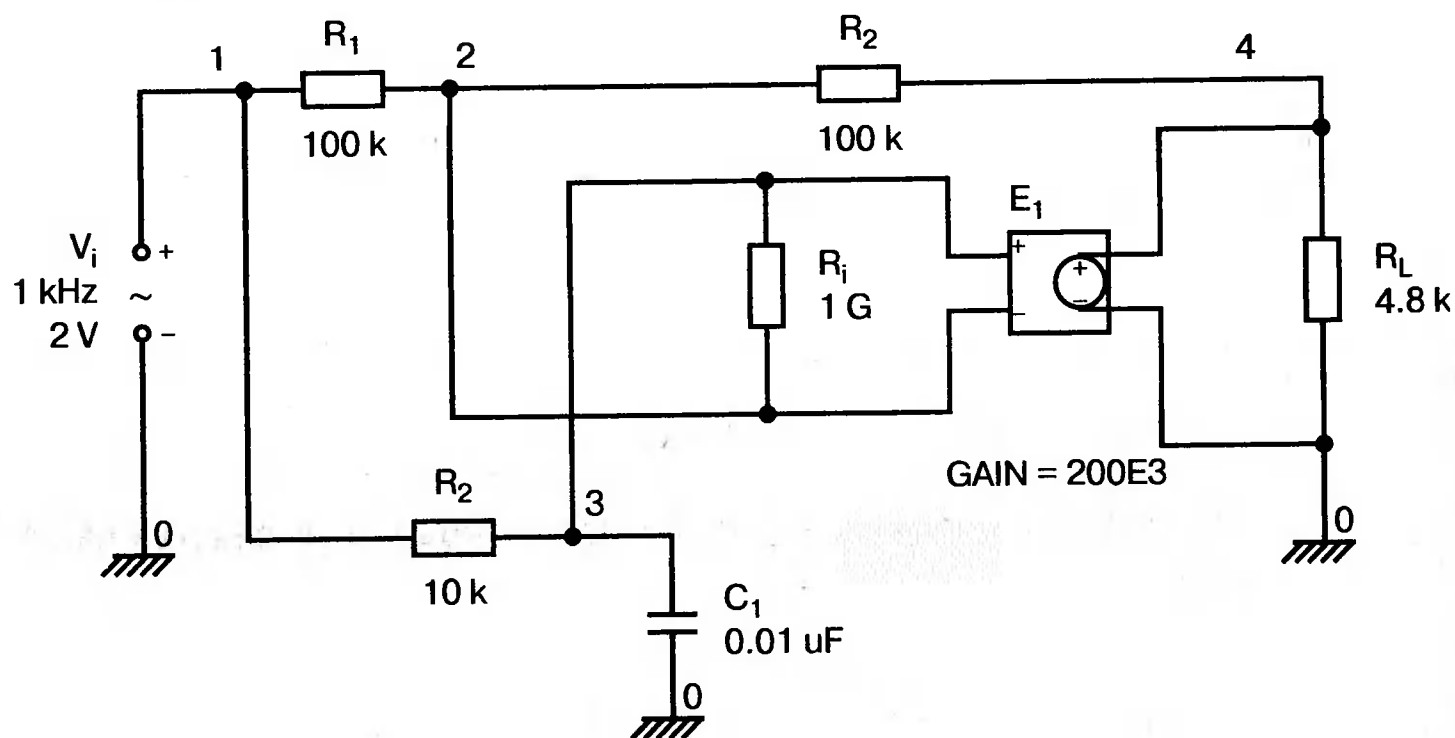 R1
R2
1
2
4
100 k
100 k
E1
+
+
Vi
+
Ri
RL
1 kHz
~
1 G
4.8 k
−
−
2 V
−
GAIN = 200E3
R2
3
0
0
10 k
C1
0.01 uF
0